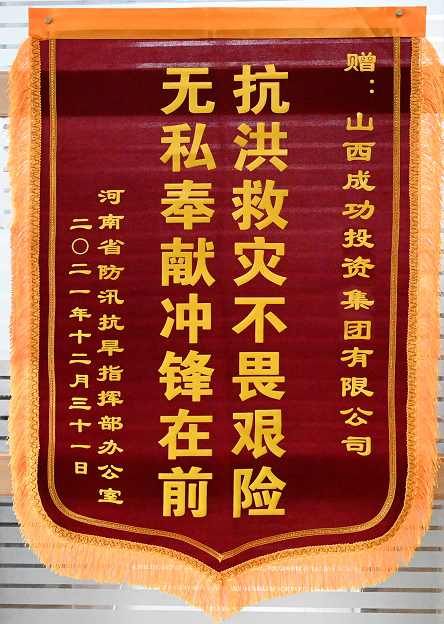 赠：山西成功投资集团有限公司
抗洪救灾不畏艰险
无私奉献冲锋在前
河南省防汛抗旱指挥部办公室
二〇二一年十二月三十一日